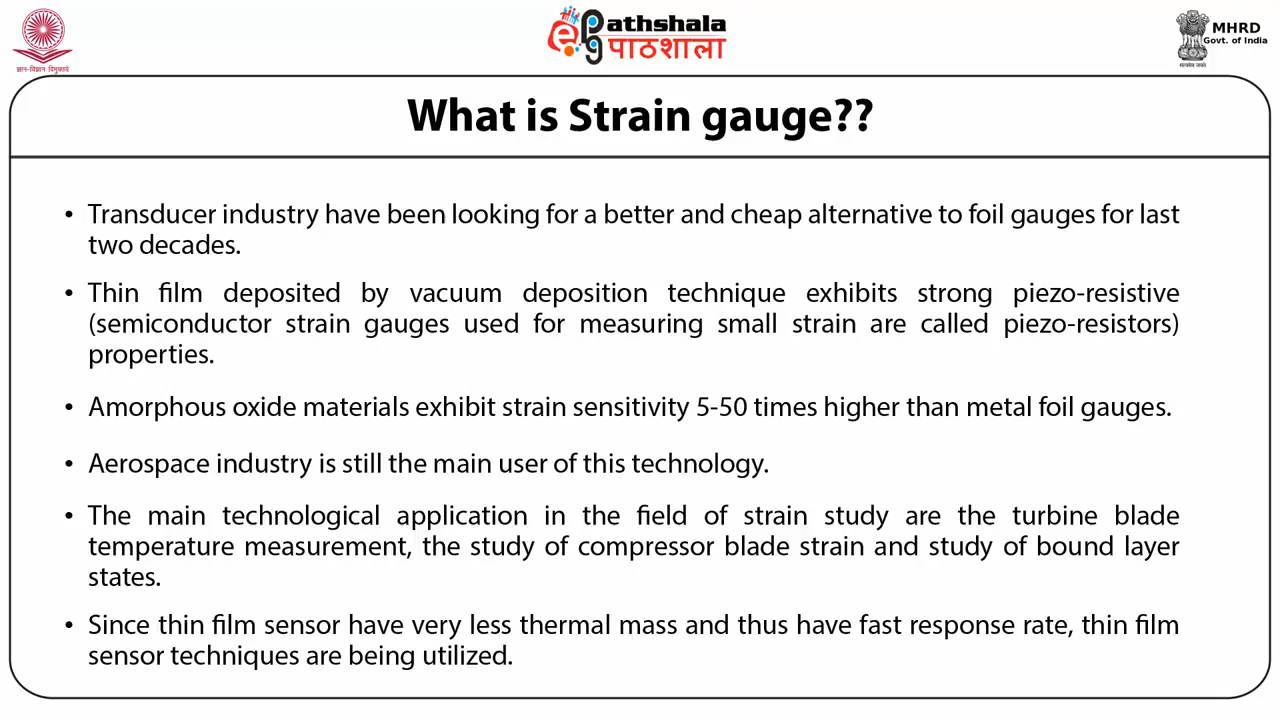 ज्ञान-विज्ञान विमुक्तये
ePathshala
पाठशाला
MHRD
Govt. of India
सत्यमेव जयते
What is Strain gauge??
• Transducer industry have been looking for a better and cheap alternative to foil gauges for last
two decades.
• Thin film deposited by vacuum deposition technique exhibits strong piezo-resistive
(semiconductor strain gauges used for measuring small strain are called piezo-resistors)
properties.
• Amorphous oxide materials exhibit strain sensitivity 5-50 times higher than metal foil gauges.
• Aerospace industry is still the main user of this technology.
• The main technological application in the field of strain study are the turbine blade
temperature measurement, the study of compressor blade strain and study of bound layer
states.
• Since thin film sensor have very less thermal mass and thus have fast response rate, thin film
sensor techniques are being utilized.